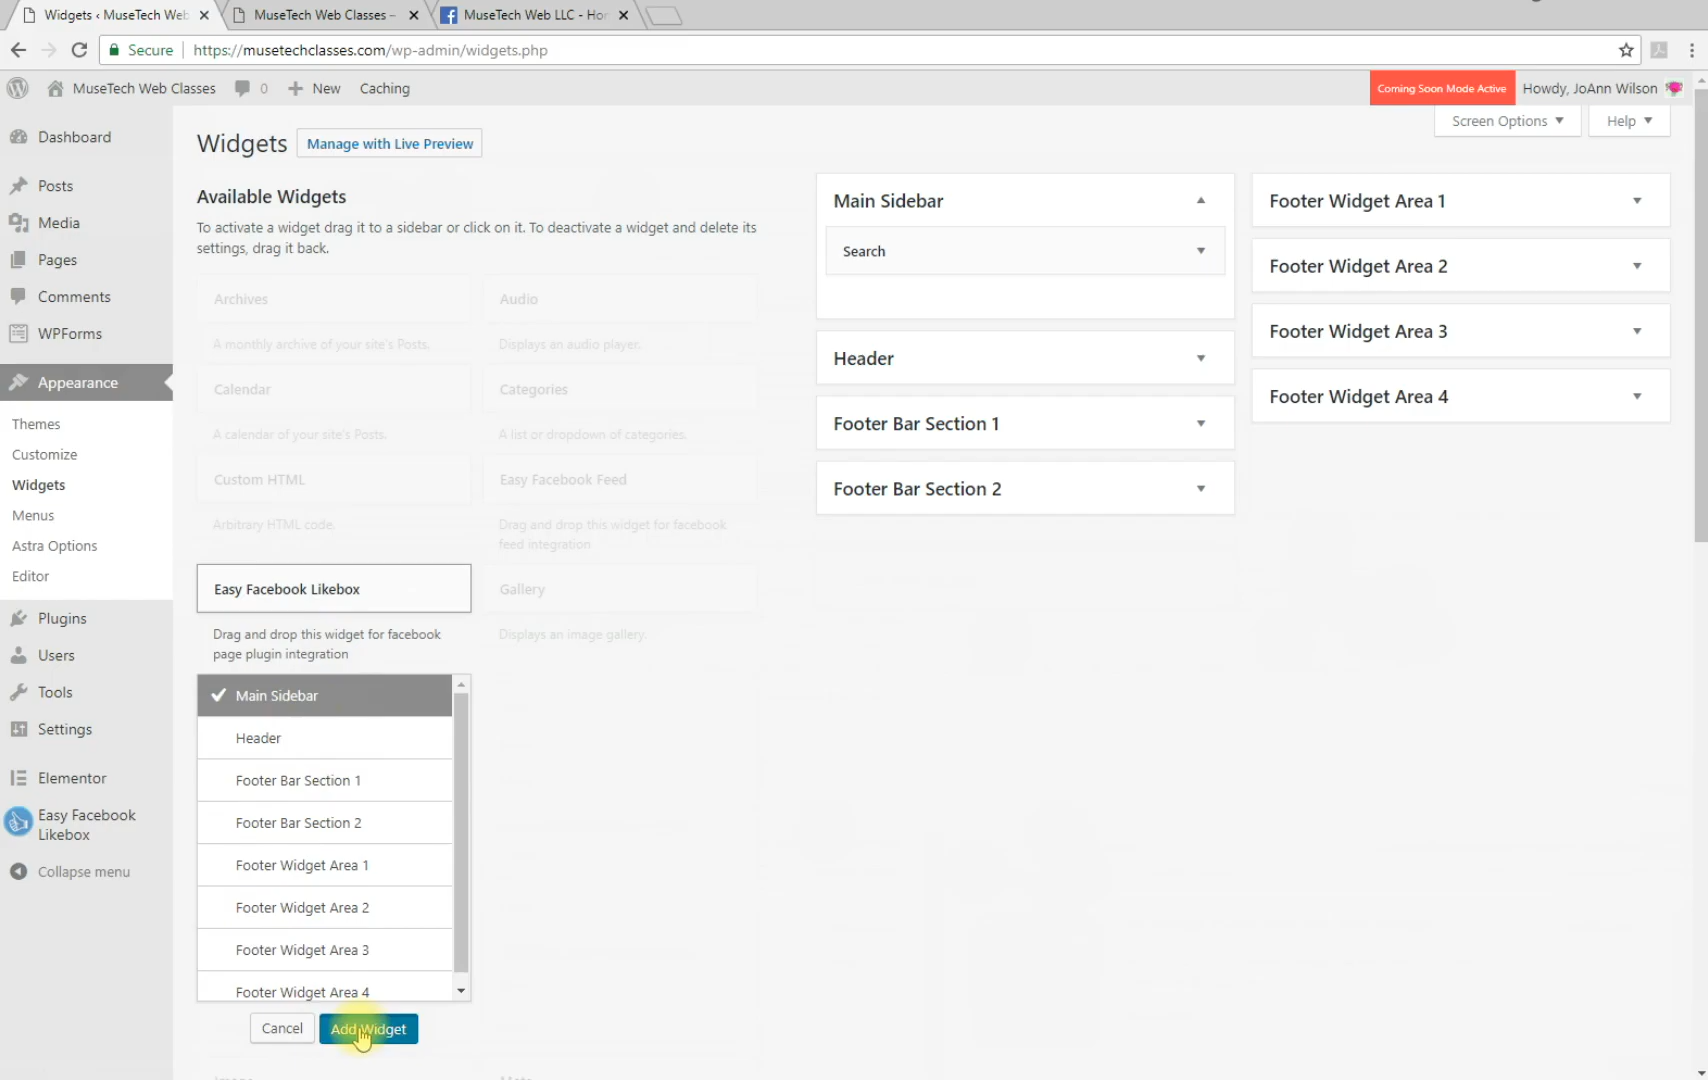 Widgets ‹ MuseTech Web
MuseTech Web Classes –
MuseTech Web LLC - Hom
Secure
https://musetechclasses.com/wp-admin/widgets.php
MuseTech Web Classes
0
New
Caching
Coming Soon Mode Active
Howdy, JoAnn Wilson
Dashboard
Posts
Media
Pages
Comments
WPForms
Appearance
Themes
Customize
Widgets
Menus
Astra Options
Editor
Plugins
Users
Tools
Settings
Elementor
Easy Facebook
Likebox
Collapse menu
Screen Options
Help
Widgets
Manage with Live Preview
Available Widgets
To activate a widget drag it to a sidebar or click on it. To deactivate a widget and delete its
settings, drag it back.
Archives
A monthly archive of your site's Posts.
Audio
Displays an audio player.
Calendar
A calendar of your site's Posts.
Categories
A list or dropdown of categories.
Custom HTML
Arbitrary HTML code.
Easy Facebook Feed
Drag and drop this widget for facebook
feed integration
Easy Facebook Likebox
Drag and drop this widget for facebook
page plugin integration
Gallery
Displays an image gallery.
Main Sidebar
Header
Footer Bar Section 1
Footer Bar Section 2
Footer Widget Area 1
Footer Widget Area 2
Footer Widget Area 3
Footer Widget Area 4
Cancel
Add Widget
Main Sidebar
Search
Header
Footer Bar Section 1
Footer Bar Section 2
Footer Widget Area 1
Footer Widget Area 2
Footer Widget Area 3
Footer Widget Area 4